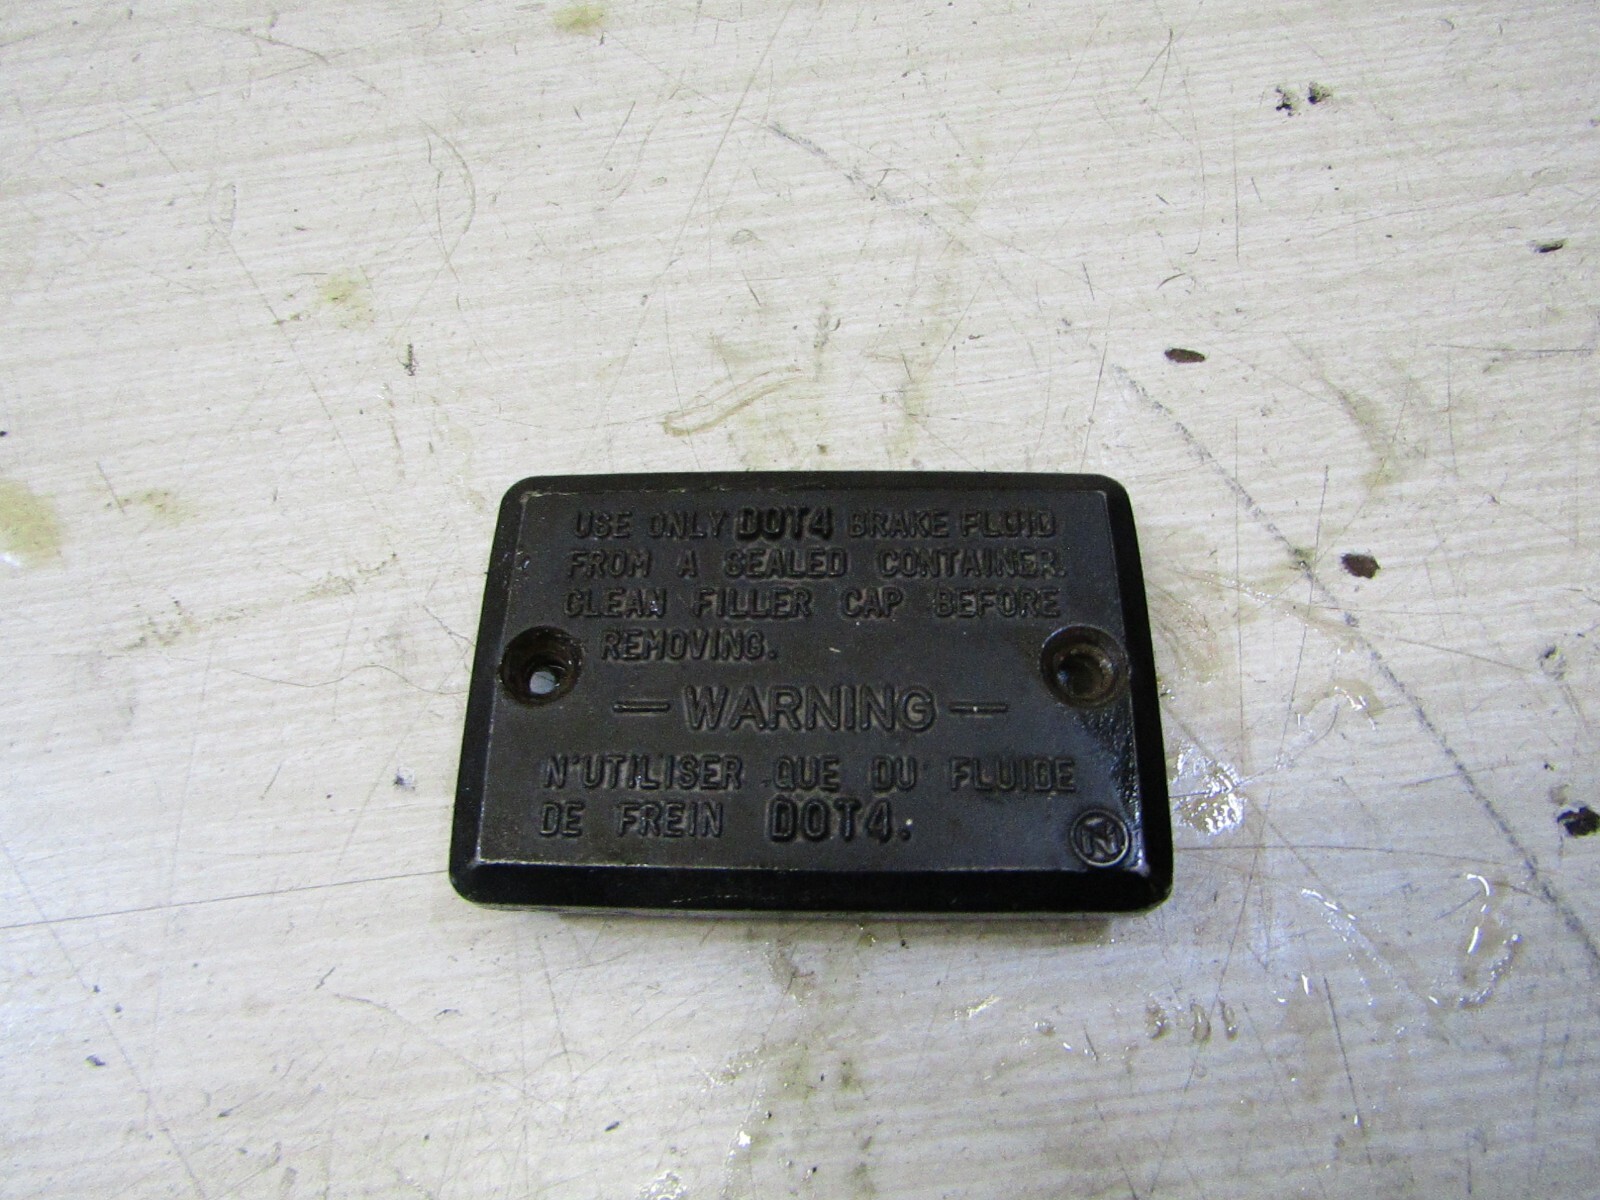 USE ONLY DOT4 BRAKE FLUID
FROM A SEALED CONTAINER.
CLEAN FILLER CAP BEFORE
REMOVING.
— WARNING —
N'UTILISER QUE DU FLUIDE
DE FREIN DOT4.
N